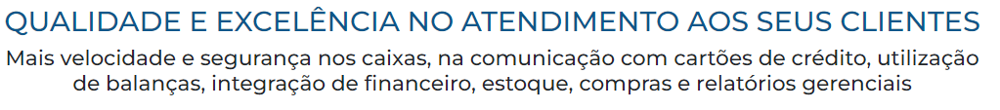 QUALIDADE E EXCELÊNCIA NO ATENDIMENTO AOS SEUS CLIENTES
Mais velocidade e segurança nos caixas, na comunicação com cartões de crédito, utilização
de balanças, integração de financeiro, estoque, compras e relatórios gerenciais